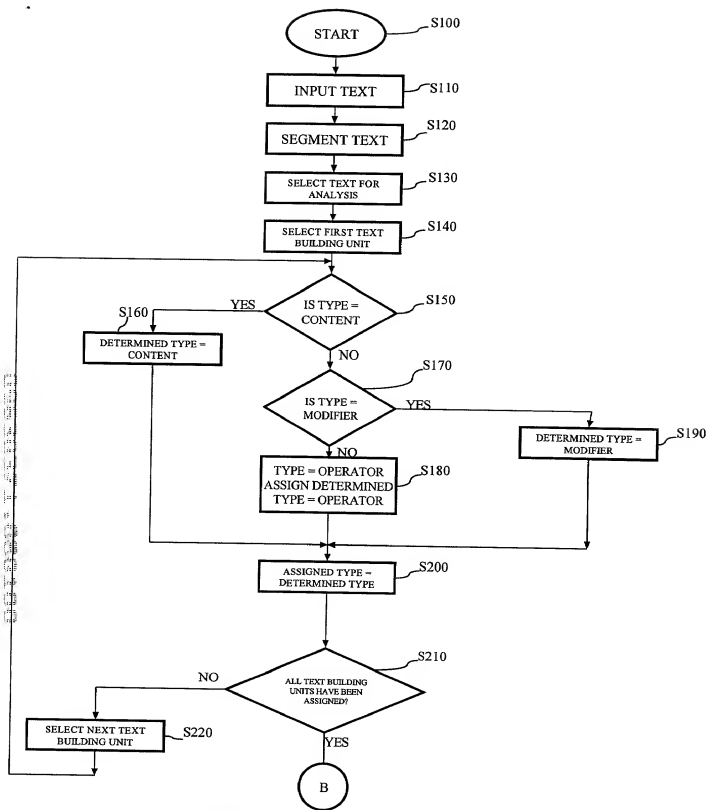 START
S100
INPUT TEXT
S110
SEGMENT TEXT
S120
SELECT TEXT FOR
ANALYSIS
S130
SELECT FIRST TEXT
BUILDING UNIT
S140
IS TYPE =
CONTENT
S150
YES
S160
DETERMINED TYPE =
CONTENT
NO
S170
IS TYPE =
MODIFIER
YES
S190
DETERMINED TYPE =
MODIFIER
NO
S180
TYPE = OPERATOR
ASSIGN DETERMINED
TYPE = OPERATOR
S200
ASSIGNED TYPE =
DETERMINED TYPE
S210
ALL TEXT BUILDING
UNITS HAVE BEEN
ASSIGNED?
NO
SELECT NEXT TEXT
BUILDING UNIT
S220
YES
B